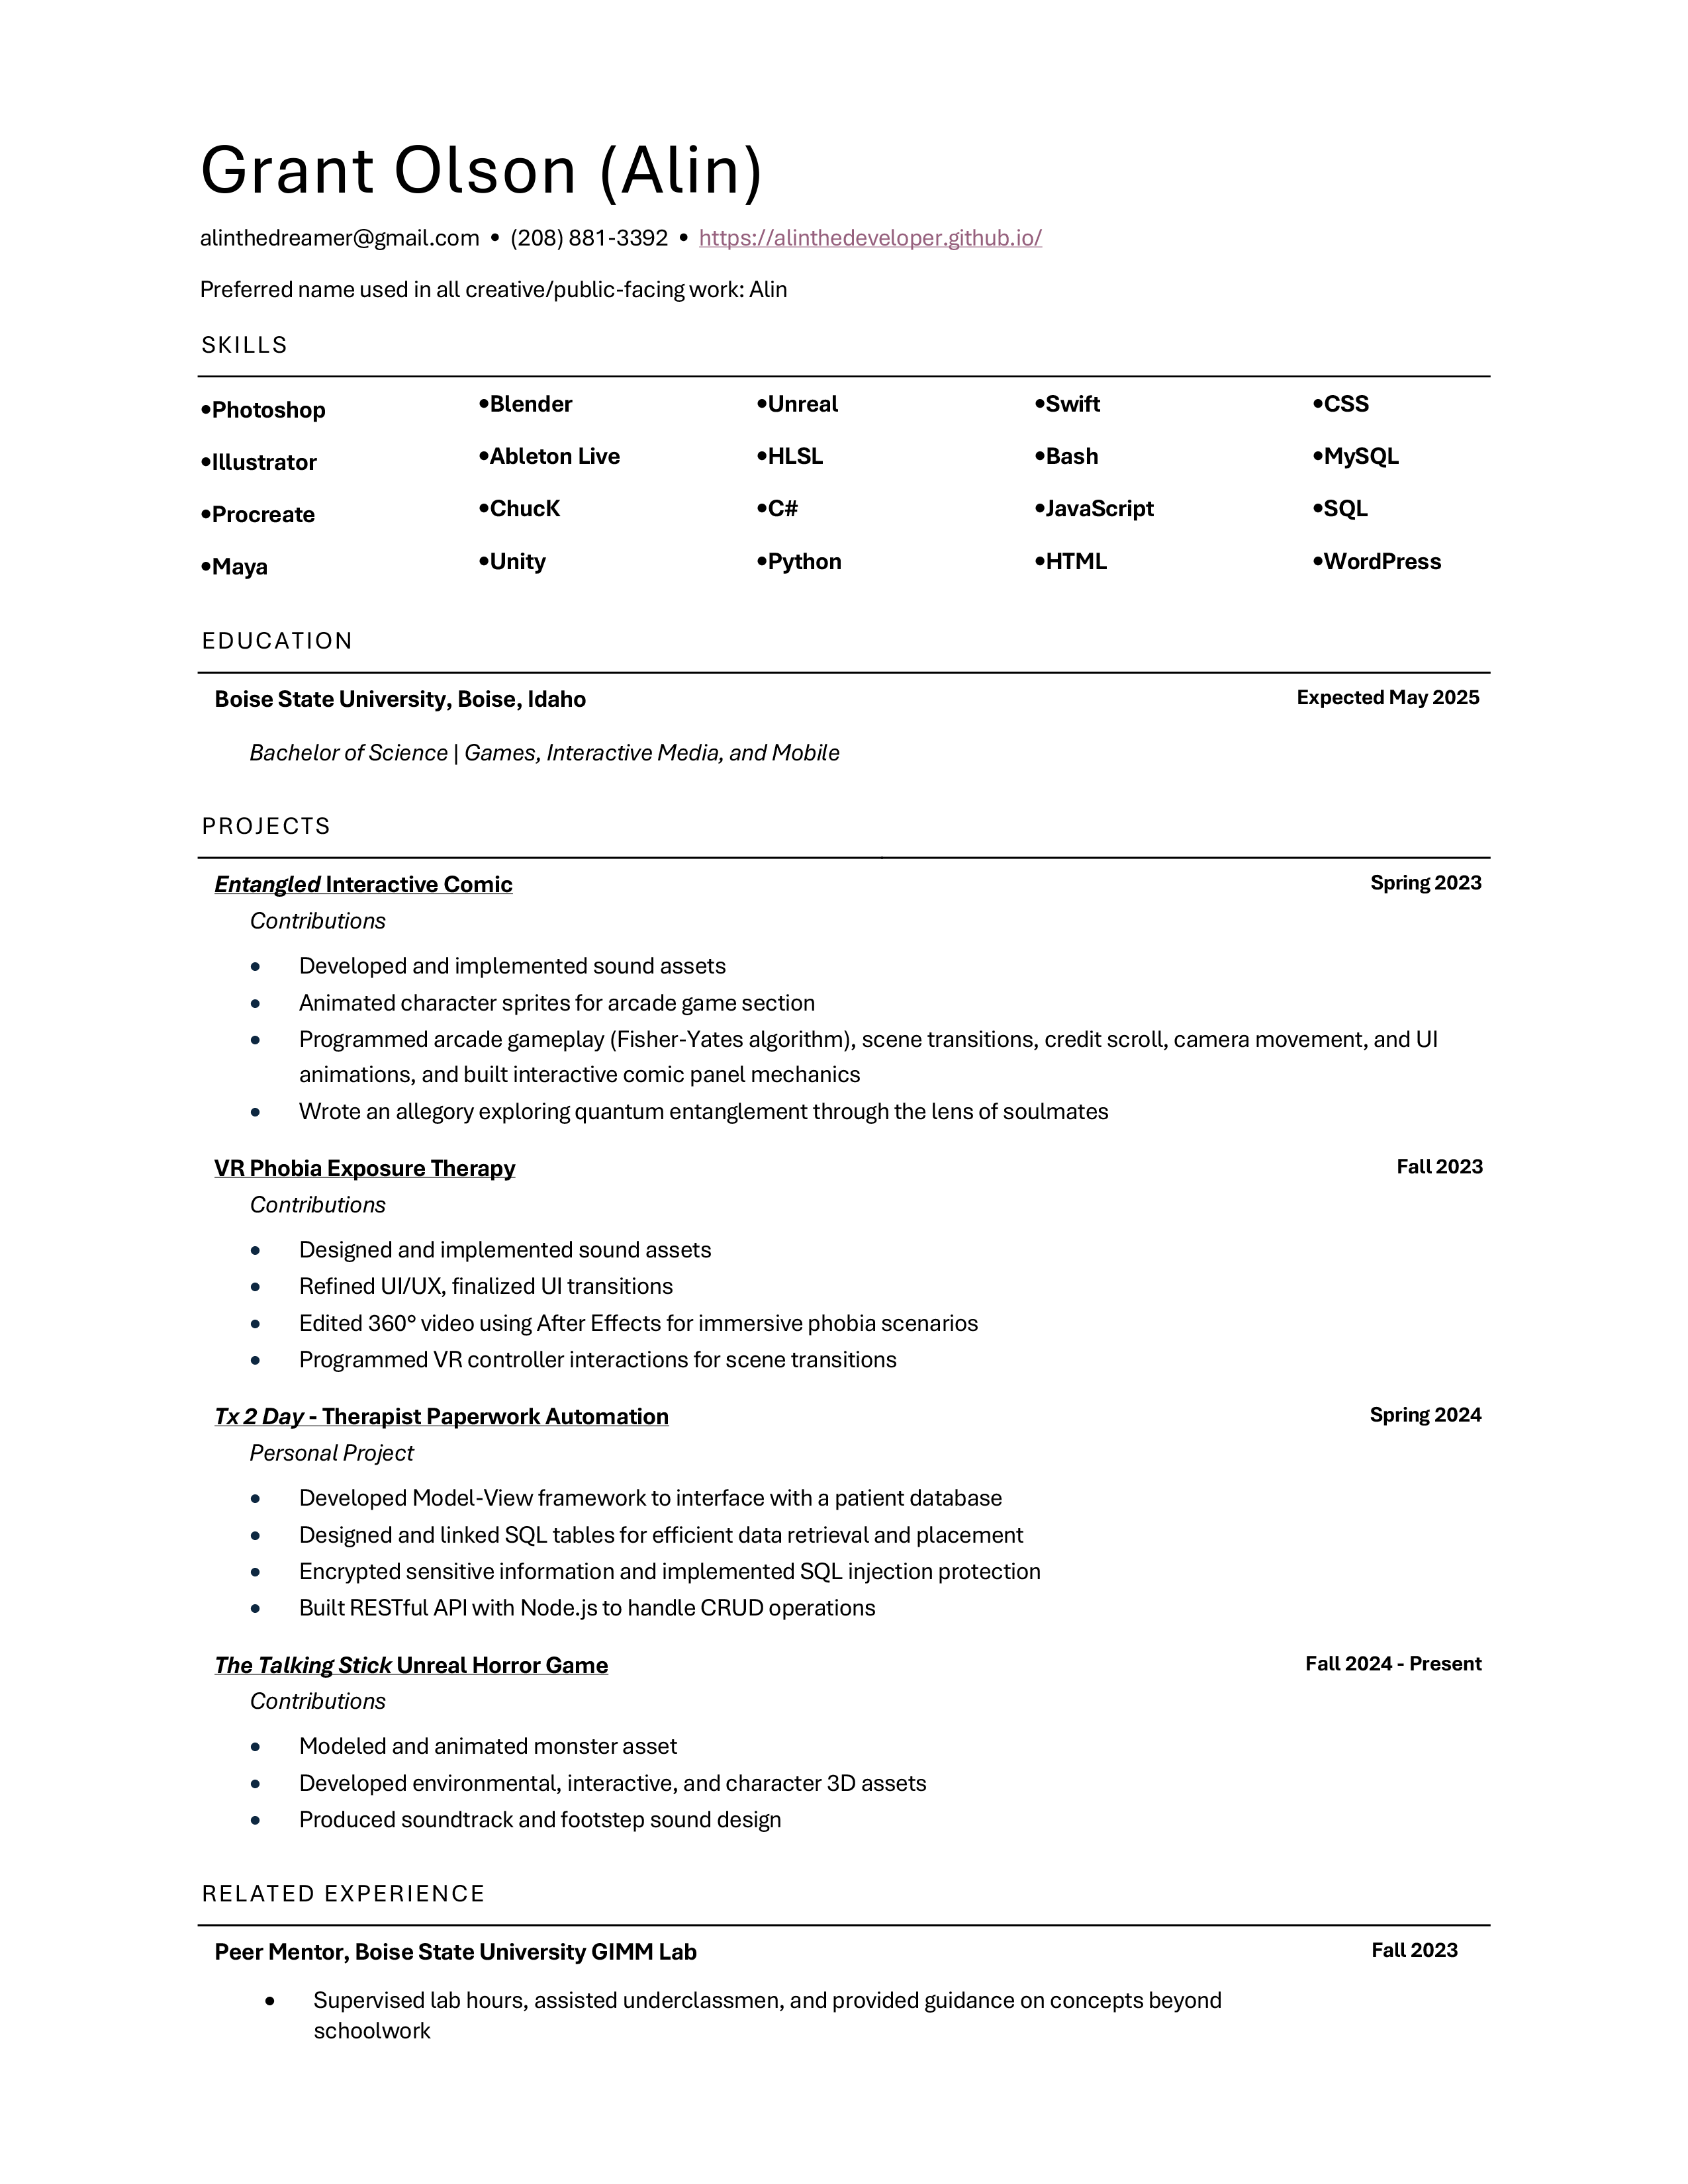 Grant Olson (Alin)
alinthedreamer@gmail.com • (208) 881-3392 • https://alinthedeveloper.github.io/
Preferred name used in all creative/public-facing work: Alin
SKILLS
•Photoshop •Blender •Unreal •Swift •CSS
•Illustrator •Ableton Live •HLSL •Bash •MySQL
•Procreate •ChucK •C# •JavaScript •SQL
•Maya •Unity •Python •HTML •WordPress
EDUCATION
Boise State University, Boise, Idaho Expected May 2025
Bachelor of Science | Games, Interactive Media, and Mobile
PROJECTS
Entangled Interactive Comic Spring 2023
Contributions
• Developed and implemented sound assets
• Animated character sprites for arcade game section
• Programmed arcade gameplay (Fisher-Yates algorithm), scene transitions, credit scroll, camera movement, and UI
animations, and built interactive comic panel mechanics
• Wrote an allegory exploring quantum entanglement through the lens of soulmates
VR Phobia Exposure Therapy Fall 2023
Contributions
• Designed and implemented sound assets
• Refined UI/UX, finalized UI transitions
• Edited 360° video using After Effects for immersive phobia scenarios
• Programmed VR controller interactions for scene transitions
Tx 2 Day - Therapist Paperwork Automation Spring 2024
Personal Project
• Developed Model-View framework to interface with a patient database
• Designed and linked SQL tables for efficient data retrieval and placement
• Encrypted sensitive information and implemented SQL injection protection
• Built RESTful API with Node.js to handle CRUD operations
The Talking Stick Unreal Horror Game Fall 2024 - Present
Contributions
• Modeled and animated monster asset
• Developed environmental, interactive, and character 3D assets
• Produced soundtrack and footstep sound design
RELATED EXPERIENCE
Peer Mentor, Boise State University GIMM Lab Fall 2023
• Supervised lab hours, assisted underclassmen, and provided guidance on concepts beyond
schoolwork